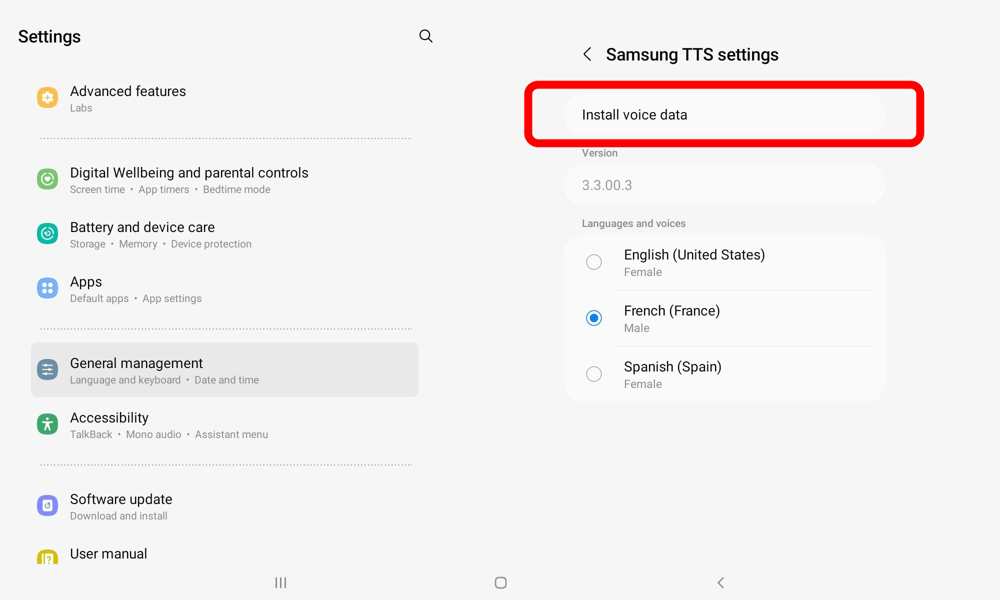 Settings
Advanced features
Labs
Digital Wellbeing and parental controls
Screen time • App timers • Bedtime mode
Battery and device care
Storage • Memory • Device protection
Apps
Default apps • App settings
General management
Language and keyboard • Date and time
Accessibility
TalkBack • Mono audio • Assistant menu
Software update
Download and install
User manual
Samsung TTS settings
Install voice data
Version
3.3.00.3
Languages and voices
English (United States)
Female
French (France)
Male
Spanish (Spain)
Female